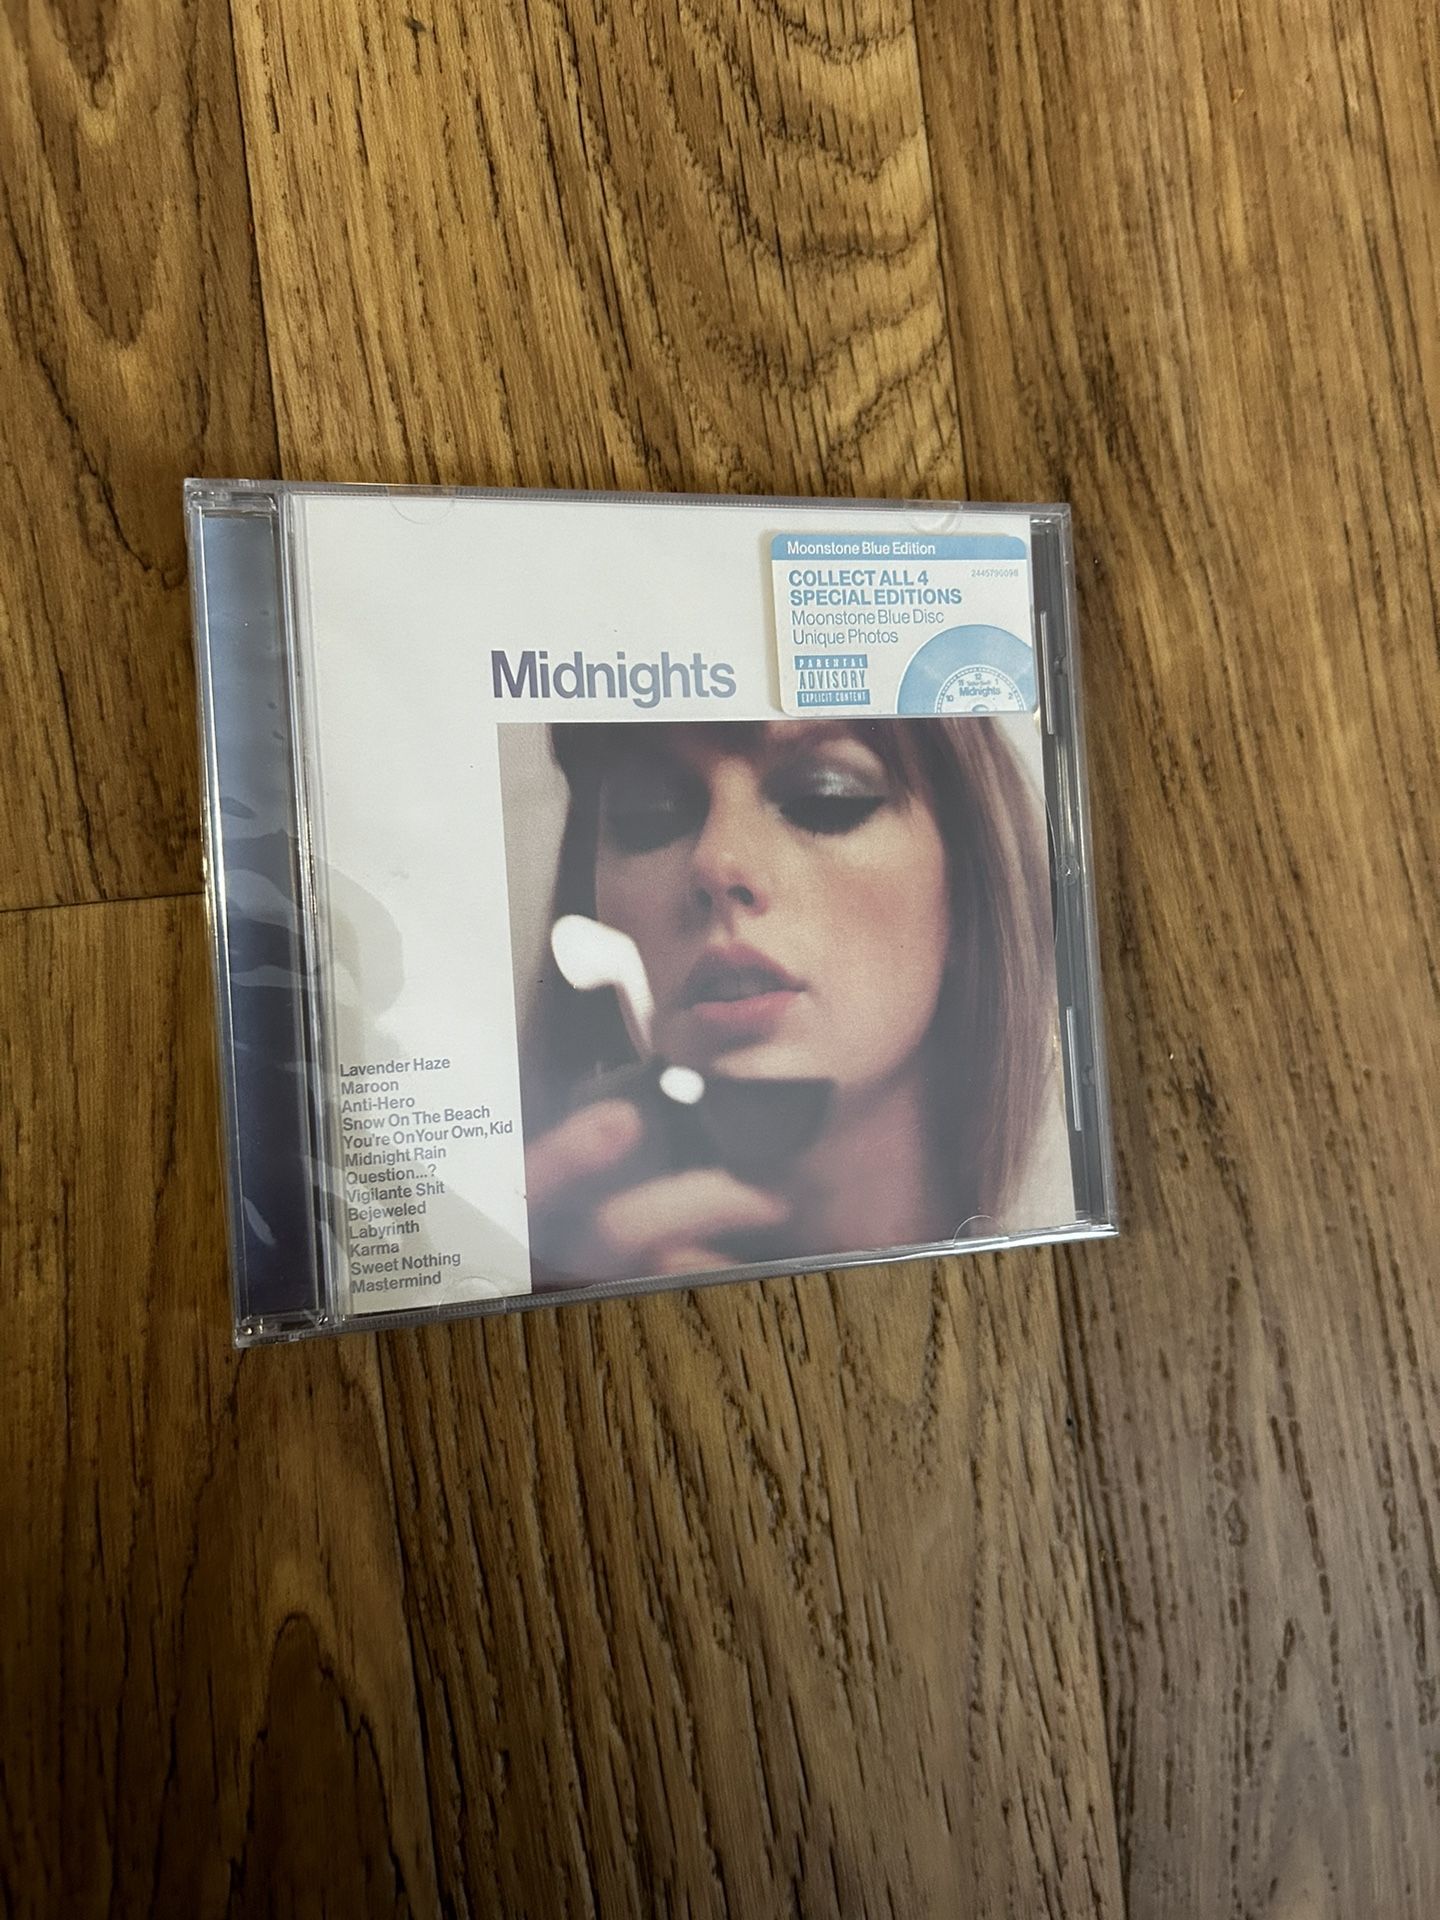 Moonstone Blue Edition
COLLECT ALL 4
2445790098
SPECIAL EDITIONS
Moonstone Blue Disc
Unique Photos
PARENTAL
ADVISORY
EXPLICIT CONTENT
Midnights
Midnights
Lavender Haze
Maroon
Anti-Hero
Snow On The Beach
You're On Your Own, Kid
Midnight Rain
Question...?
Vigilante Shit
Bejeweled
Labyrinth
Karma
Sweet Nothing
Mastermind